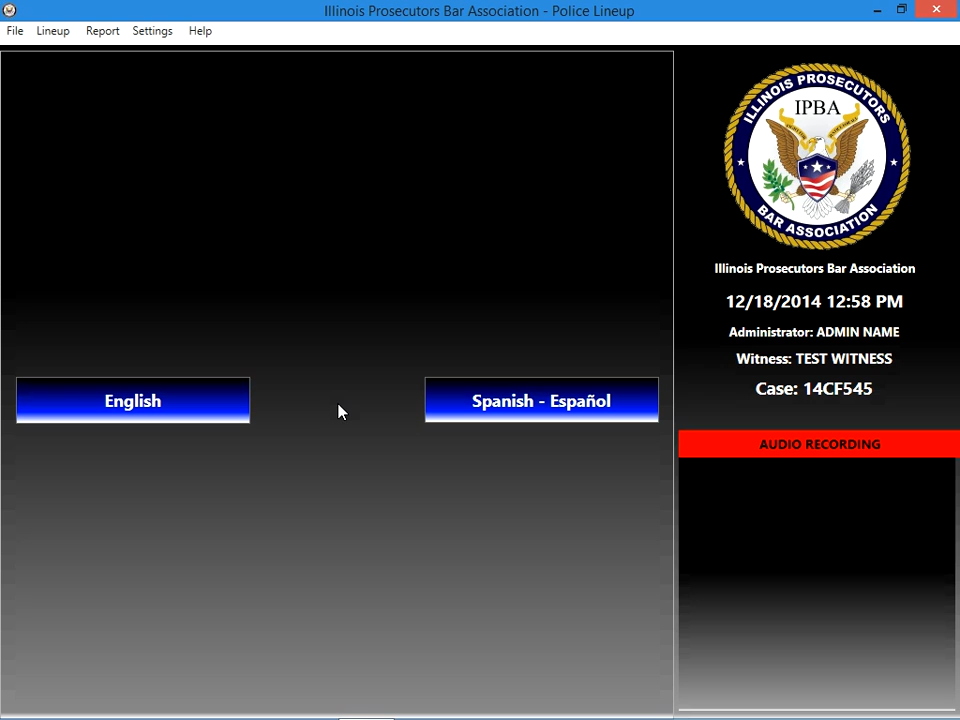 Illinois Prosecutors Bar Association - Police Lineup
File Lineup Report Settings Help
ILLINOIS PROSECUTORS
IPBA
BAR ASSOCIATION
Illinois Prosecutors Bar Association
12/18/2014 12:58 PM
Administrator: ADMIN NAME
Witness: TEST WITNESS
Case: 14CF545
English
Spanish - Español
AUDIO RECORDING